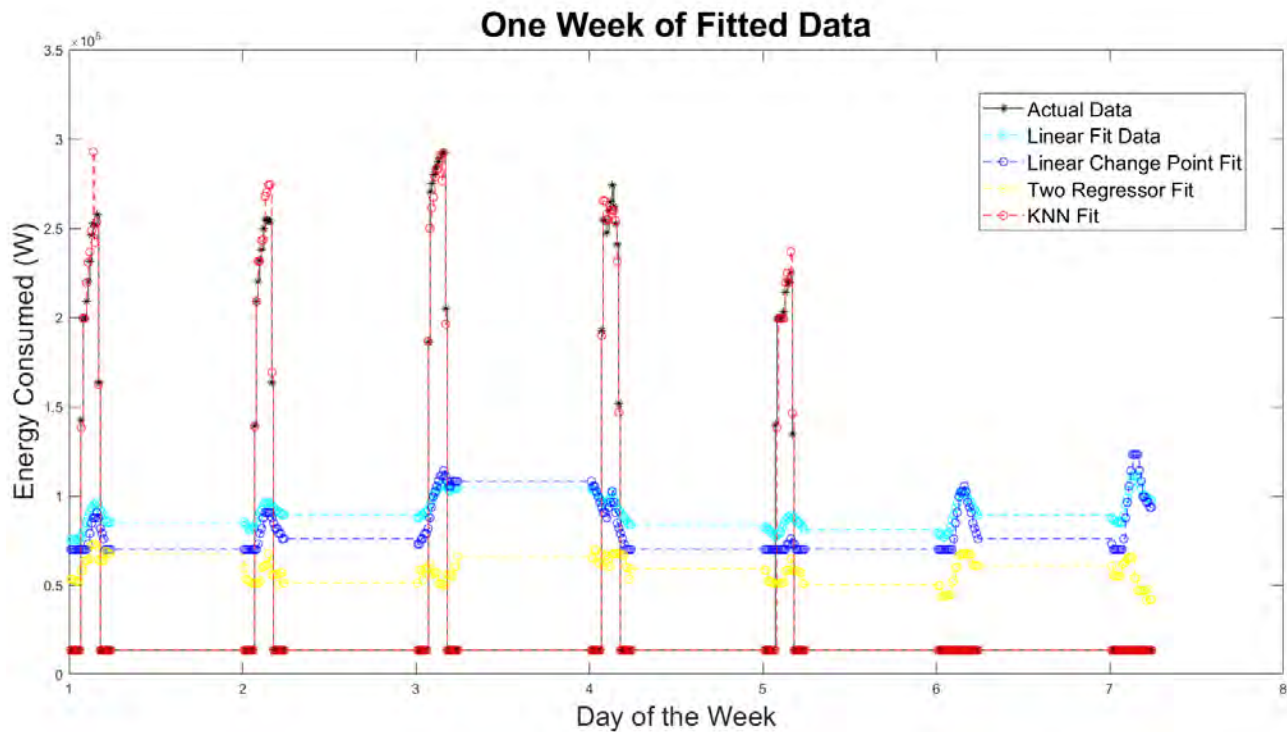 One Week of Fitted Data
×10⁵
3.5
3
2.5
2
1.5
1
0.5
0
Energy Consumed (W)
Actual Data
Linear Fit Data
Linear Change Point Fit
Two Regressor Fit
KNN Fit
1 2 3 4 5 6 7 8
Day of the Week